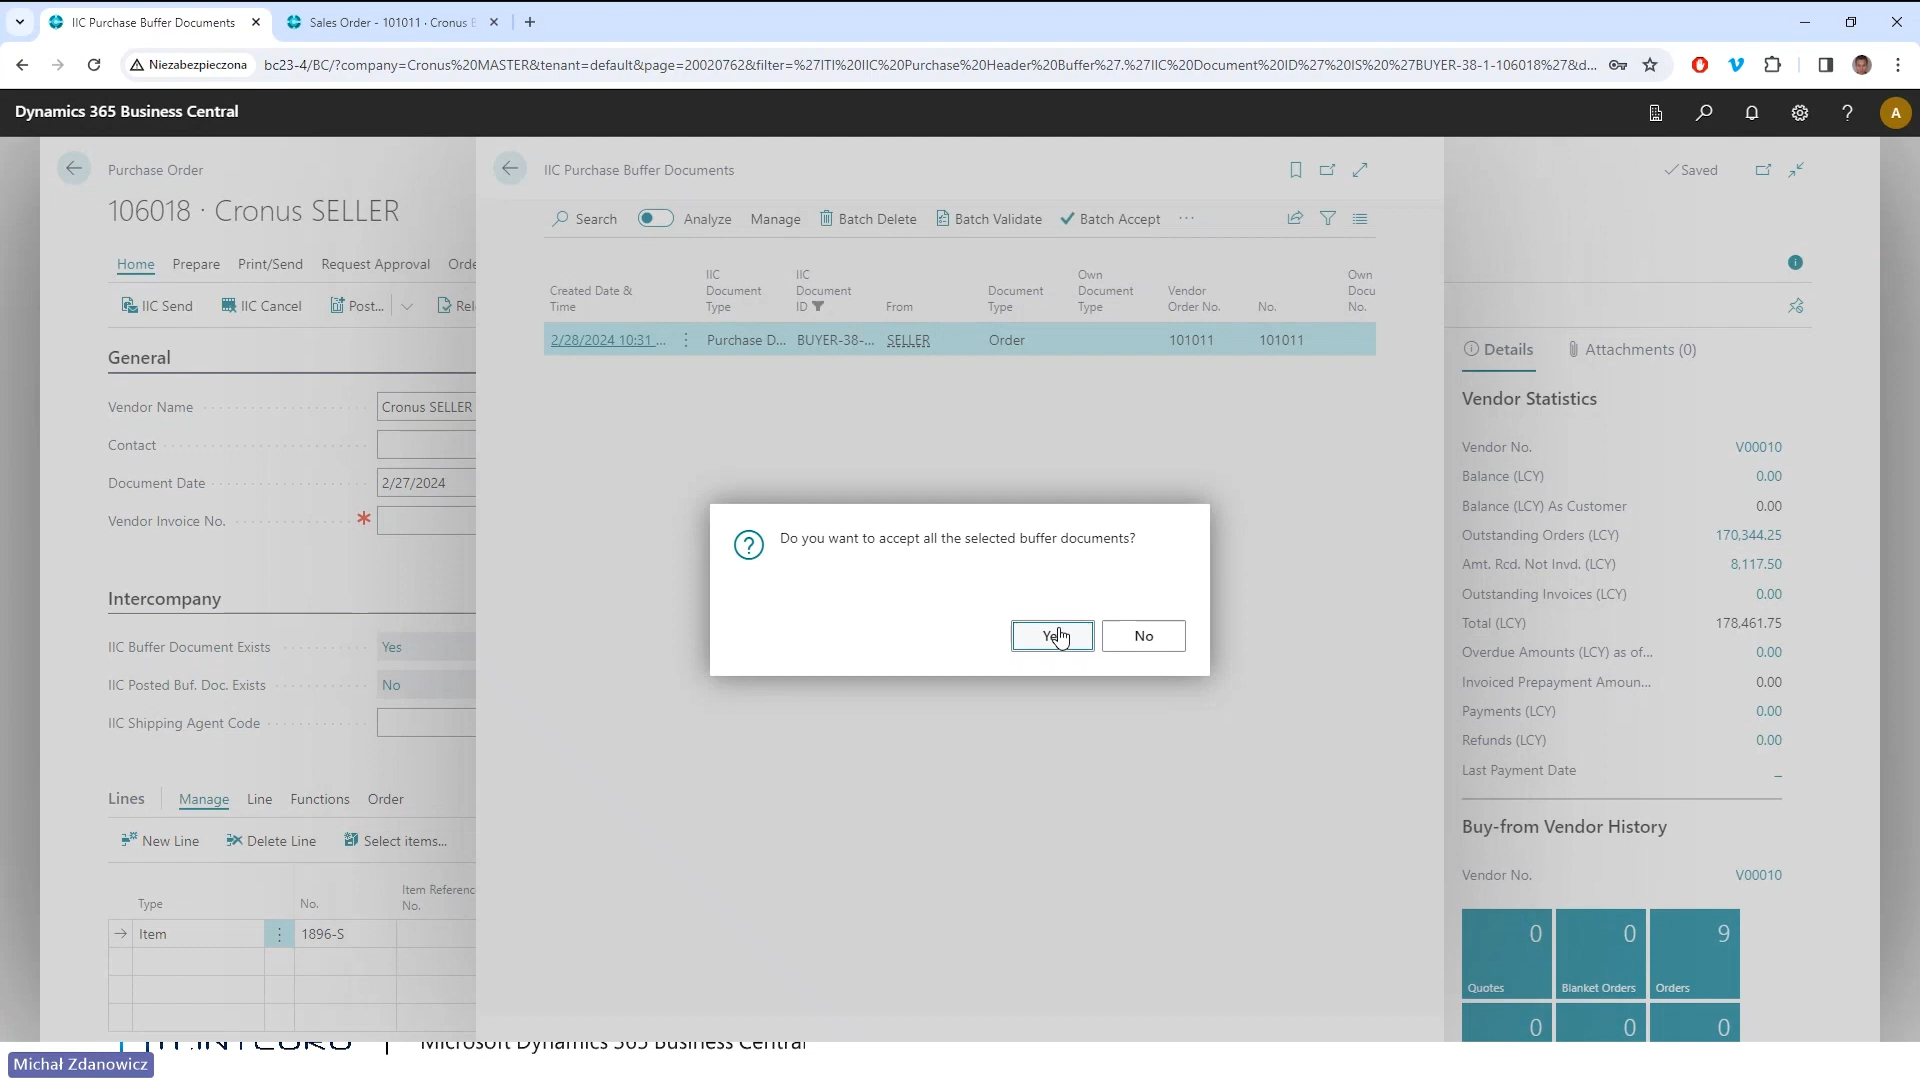 IIC Purchase Buffer Documents
Sales Order - 101011 · Cronus
Niezabezpieczona
bc23-4/BC/?company=Cronus%20MASTER&tenant=default&page=20020762&filter=%27ITI%20IIC%20Purchase%20Header%20Buffer%27.%27IIC%20Document%20ID%27%20IS%20%27BUYER-38-1-106018%27&d...
Dynamics 365 Business Central
A
Purchase Order
106018 · Cronus SELLER
Home Prepare Print/Send Request Approval Orde
IIC Send IIC Cancel Post... Rel
General
Vendor Name Cronus SELLER
Contact
Document Date 2/27/2024
Vendor Invoice No. *
Intercompany
IIC Buffer Document Exists Yes
IIC Posted Buf. Doc. Exists No
IIC Shipping Agent Code
Lines Manage Line Functions Order
New Line Delete Line Select items...
Type No. Item Referenc No.
Item 1896-S
IIC Purchase Buffer Documents
Search Analyze Manage Batch Delete Batch Validate Batch Accept ...
Created Date & Time
IIC Document Type
IIC Document ID
From
Document Type
Own Document Type
Vendor Order No.
No.
Own Docu No.
2/28/2024 10:31 ... Purchase D... BUYER-38-... SELLER Order 101011 101011
Do you want to accept all the selected buffer documents?
No
Saved
Details Attachments (0)
Vendor Statistics
Vendor No. V00010
Balance (LCY) 0.00
Balance (LCY) As Customer 0.00
Outstanding Orders (LCY) 170,344.25
Amt. Rcd. Not Invd. (LCY) 8,117.50
Outstanding Invoices (LCY) 0.00
Total (LCY) 178,461.75
Overdue Amounts (LCY) as of... 0.00
Invoiced Prepayment Amoun... 0.00
Payments (LCY) 0.00
Refunds (LCY) 0.00
Last Payment Date _
Buy-from Vendor History
Vendor No. V00010
0 0 9
Quotes Blanket Orders Orders
0 0 0
Microsoft Dynamics 365 Business Central
Michał Zdanowicz